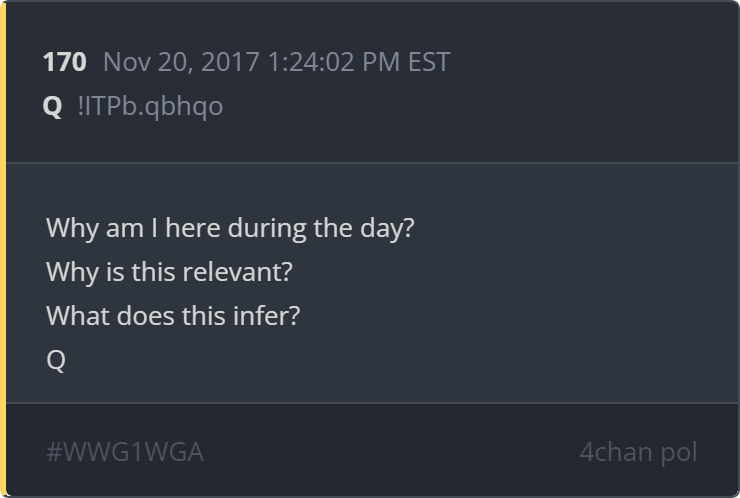 170 Nov 20, 2017 1:24:02 PM EST
Q !ITPb.qbhqo
Why am I here during the day?
Why is this relevant?
What does this infer?
Q
#WWG1WGA 4chan pol